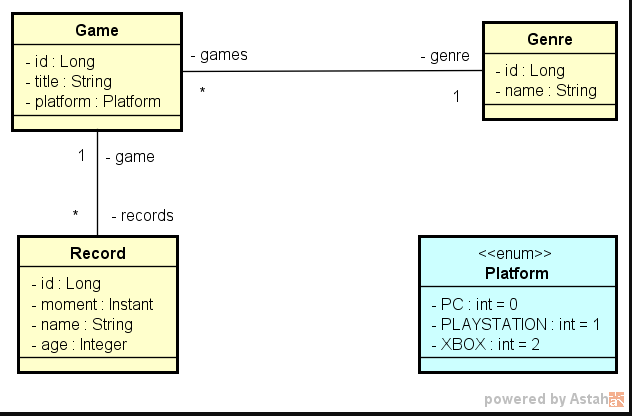 Game
- id : Long
- title : String
- platform : Platform
- games
*
- genre
1
Genre
- id : Long
- name : String
1
- game
*
- records
Record
- id : Long
- moment : Instant
- name : String
- age : Integer
<<enum>>
Platform
- PC : int = 0
- PLAYSTATION : int = 1
- XBOX : int = 2
powered by Astah